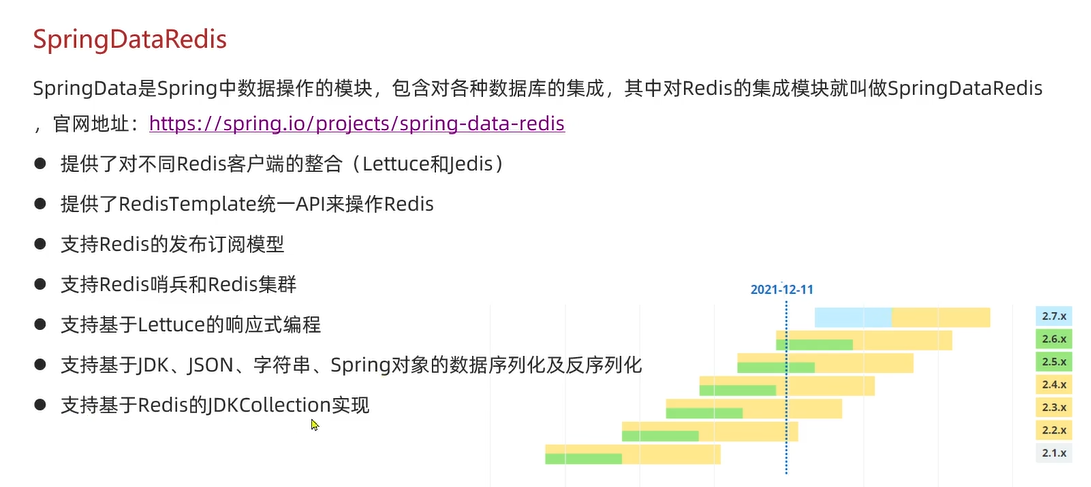 SpringDataRedis
SpringData是Spring中数据操作的模块，包含对各种数据库的集成，其中对Redis的集成模块就叫做SpringDataRedis
，官网地址：https://spring.io/projects/spring-data-redis
● 提供了对不同Redis客户端的整合（Lettuce和Jedis）
● 提供了RedisTemplate统一API来操作Redis
● 支持Redis的发布订阅模型
● 支持Redis哨兵和Redis集群
● 支持基于Lettuce的响应式编程
● 支持基于JDK、JSON、字符串、Spring对象的数据序列化及反序列化
● 支持基于Redis的JDKCollection实现
2021-12-11
2.7.x
2.6.x
2.5.x
2.4.x
2.3.x
2.2.x
2.1.x